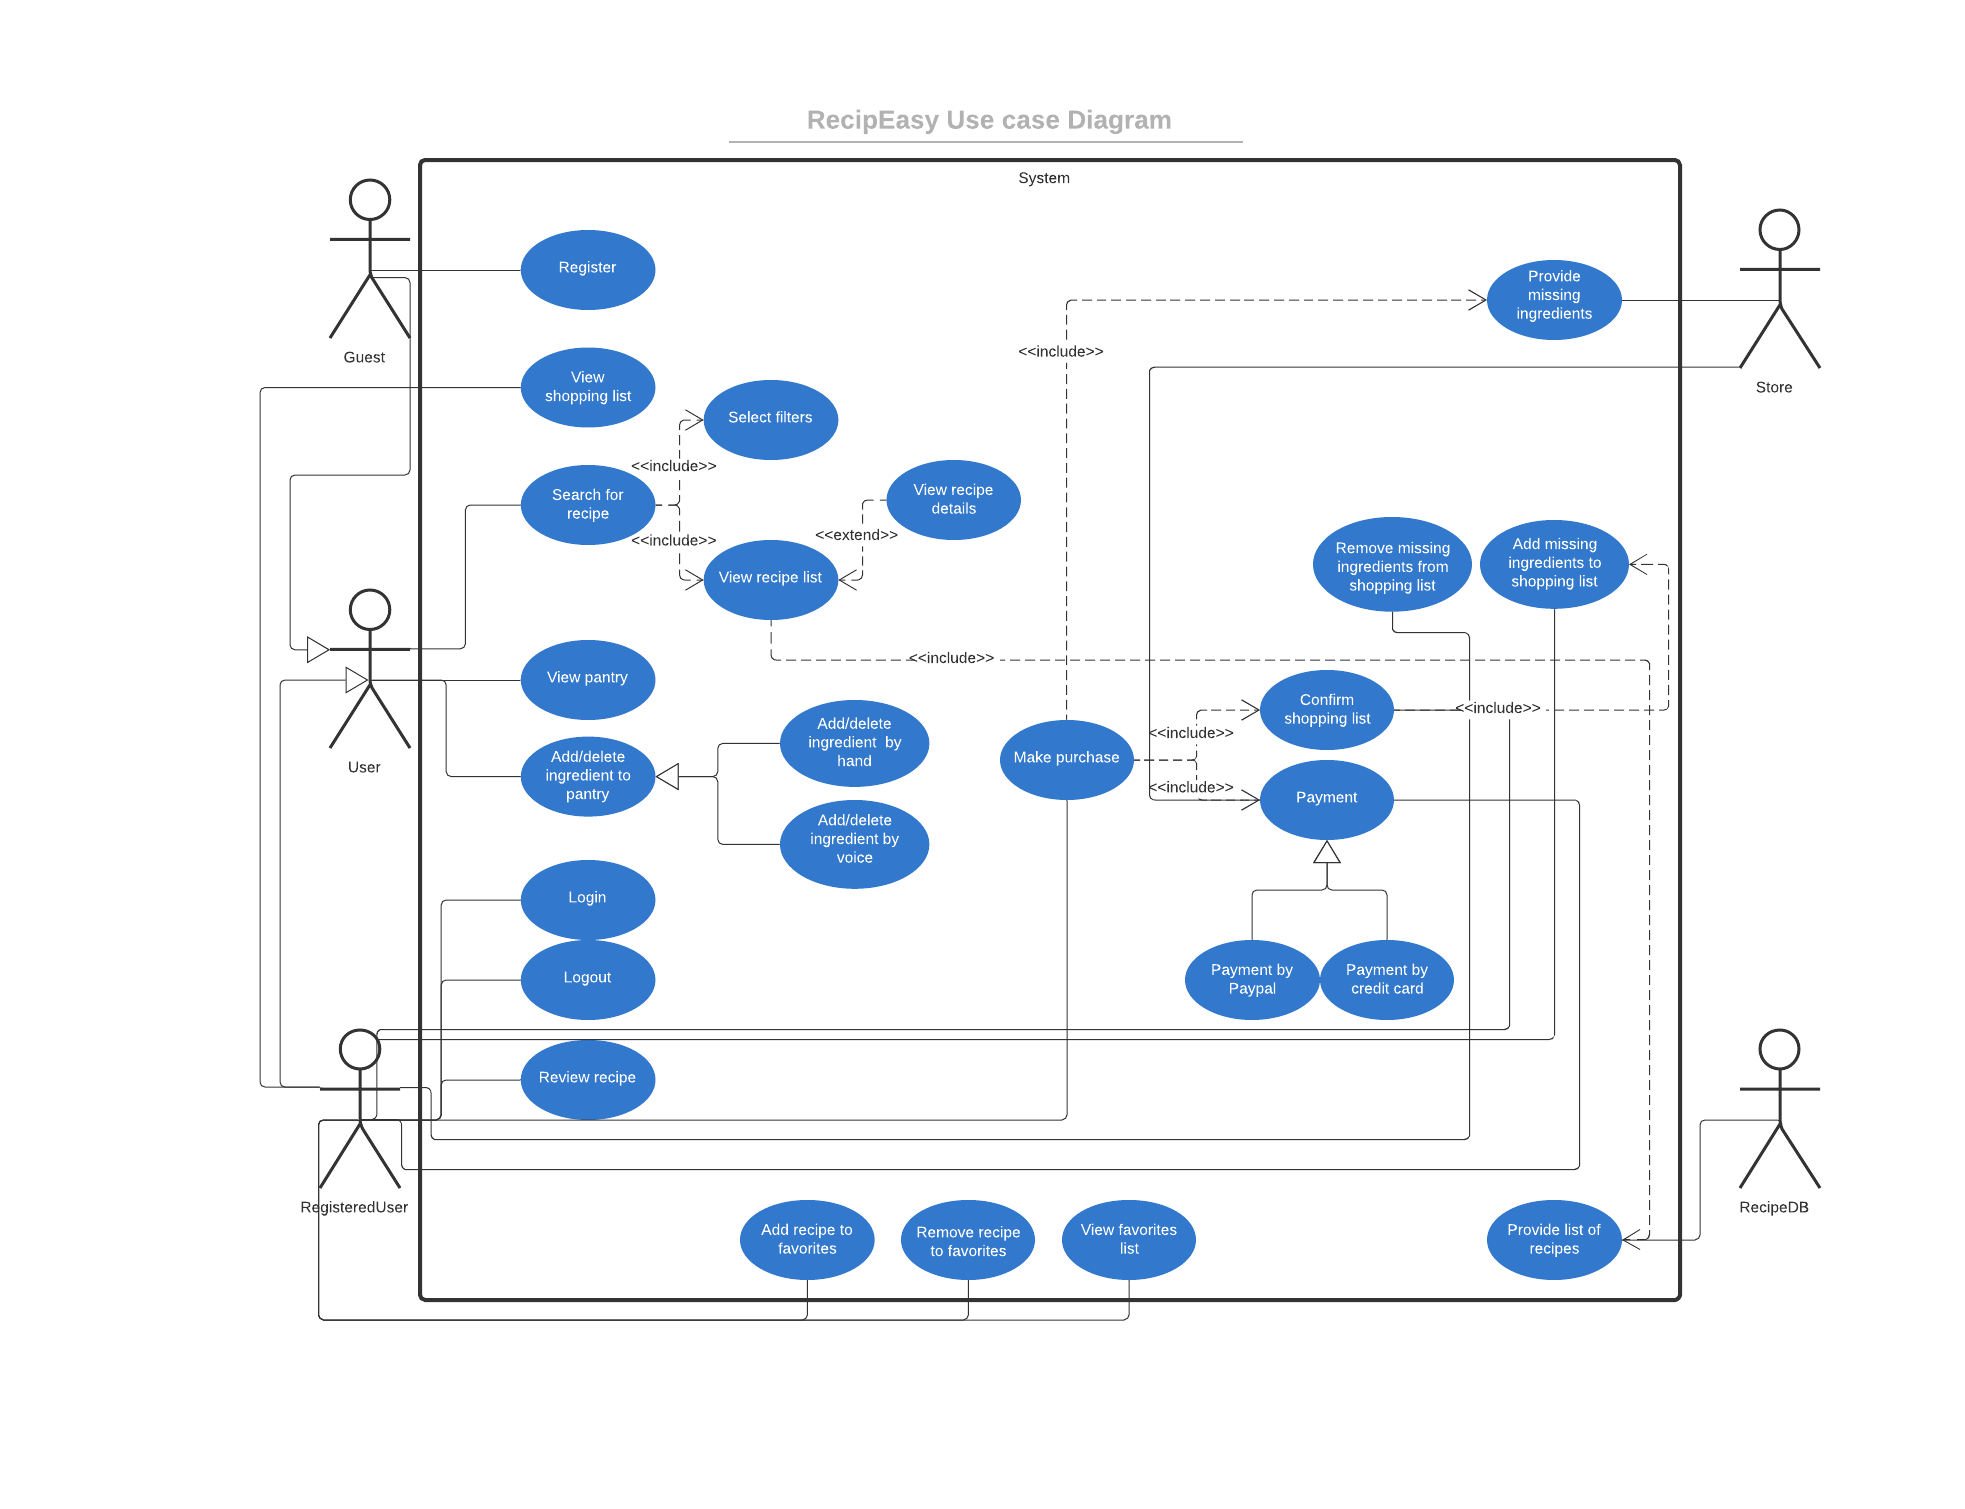 RecipEasy Use case Diagram
System
Guest
Register
Provide
missing
ingredients
Store
<<include>>
View
shopping list
Select filters
<<include>>
Search for
recipe
<<include>>
View recipe
details
<<extend>>
View recipe list
Remove missing
ingredients from
shopping list
Add missing
ingredients to
shopping list
User
View pantry
<<include>>
Add/delete
ingredient to
pantry
Add/delete
ingredient  by
hand
Add/delete
ingredient by
voice
Make purchase
<<include>>
<<include>>
Confirm
shopping list
<<include>>
Payment
Login
Logout
Payment by
Paypal
Payment by
credit card
Review recipe
RegisteredUser
RecipeDB
Add recipe to
favorites
Remove recipe
to favorites
View favorites
list
Provide list of
recipes